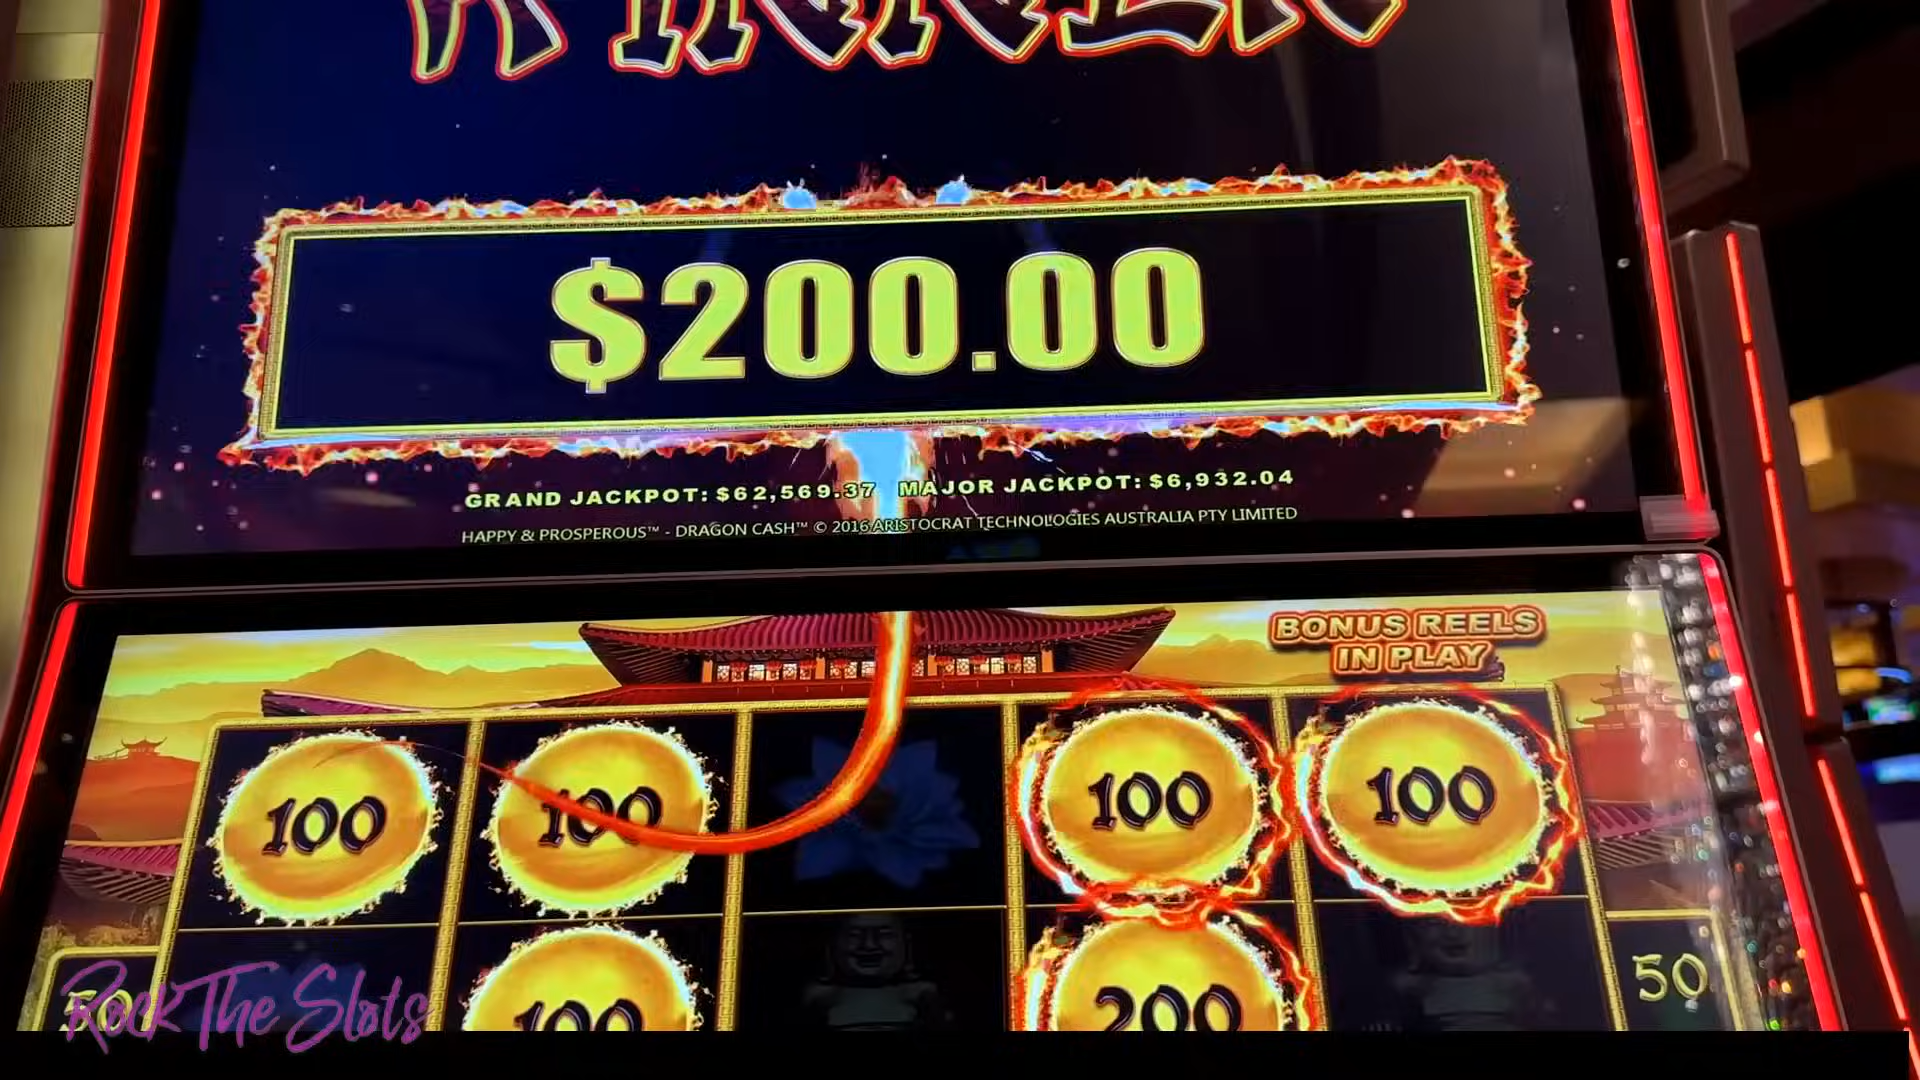 $200.00
GRAND JACKPOT: $62,569.37 MAJOR JACKPOT: $6,932.04
HAPPY & PROSPEROUS™ - DRAGON CASH™ © 2016 ARISTOCRAT TECHNOLOGIES AUSTRALIA PTY LIMITED
BONUS REELS
IN PLAY
100 100 100 100
50 100 200 50
Rock The Slots